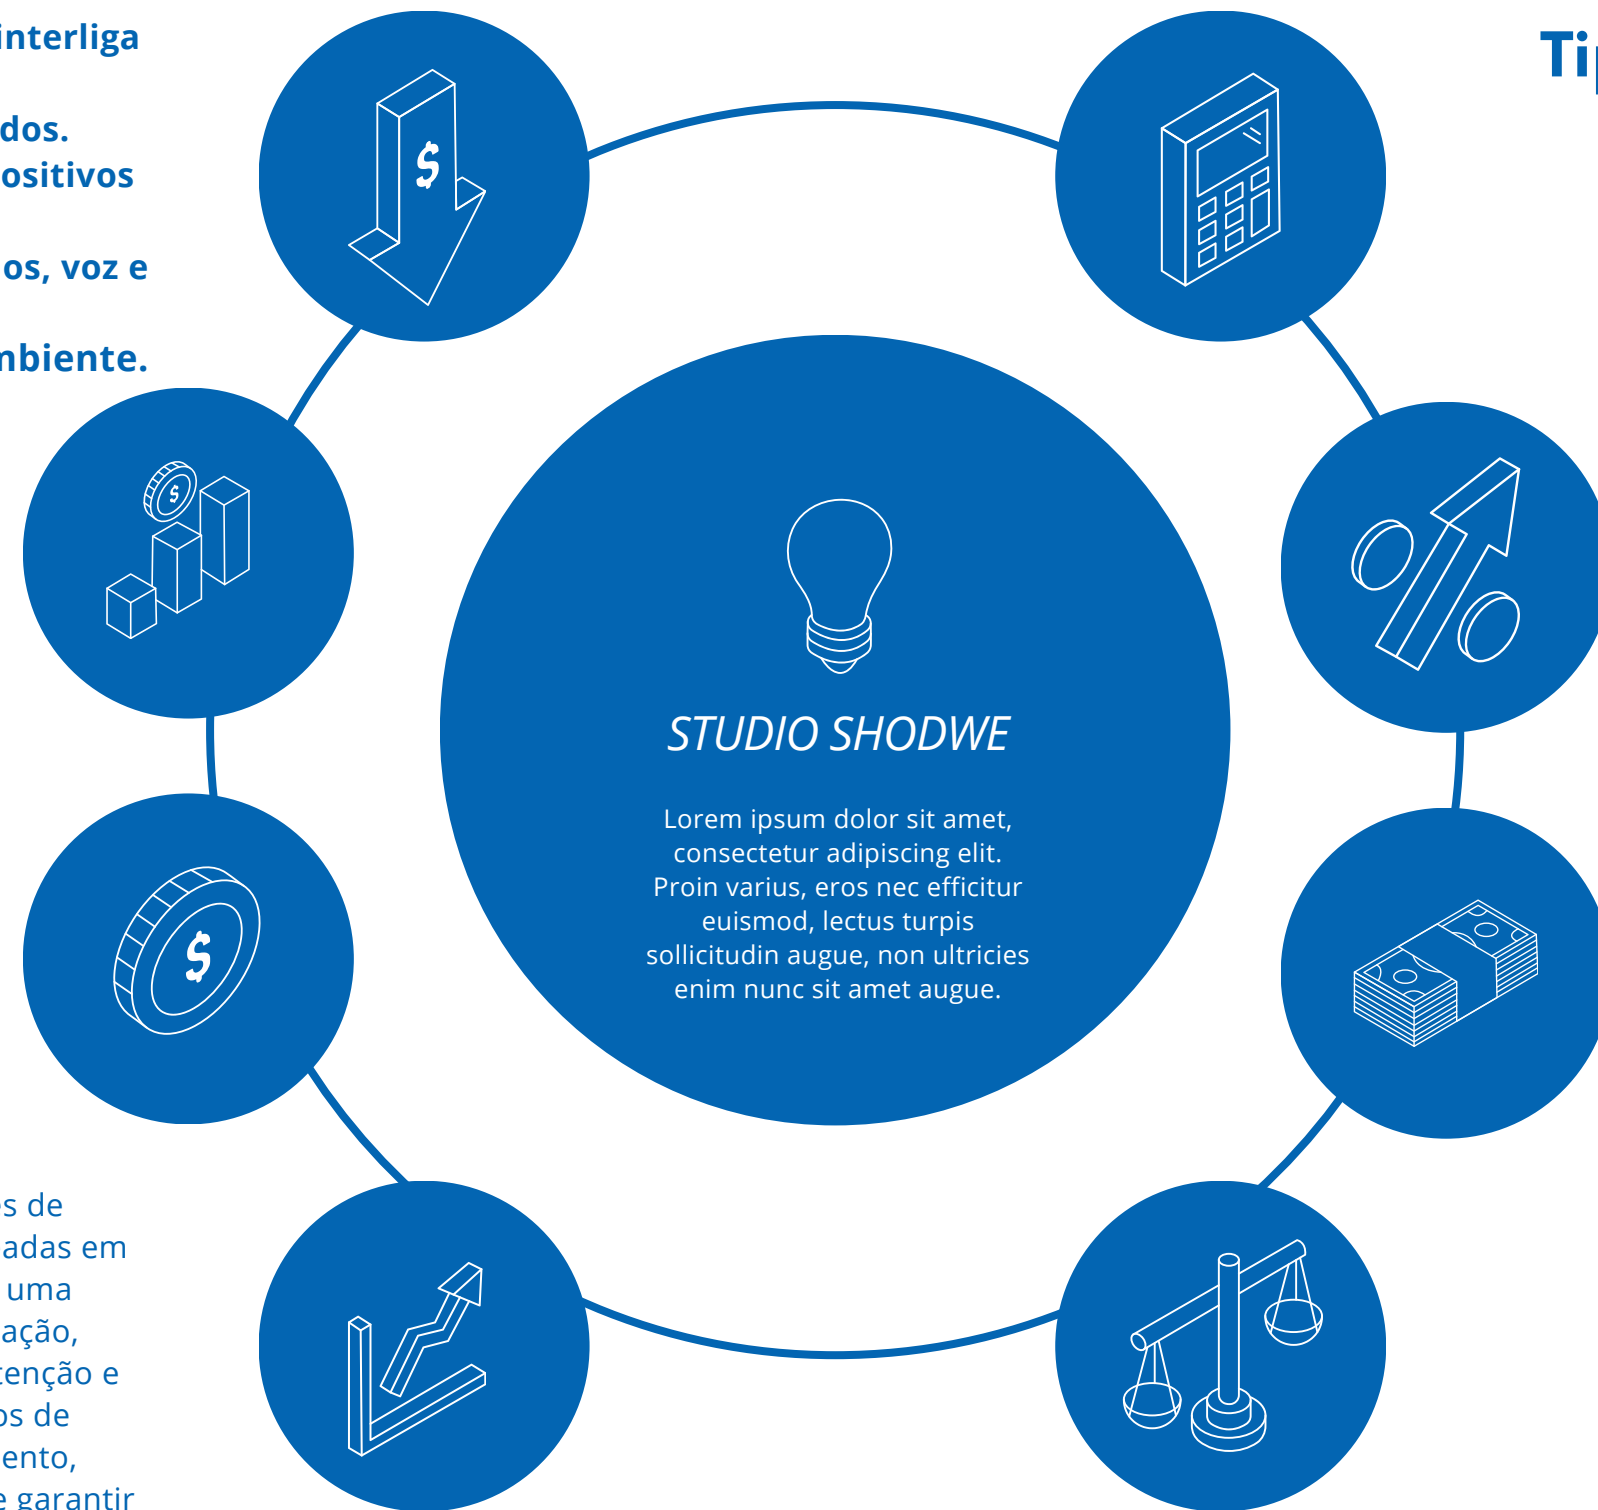 interliga
dos.
ositivos
os, voz e
mbiente.
Tip
$
$
$
STUDIO SHODWE
Lorem ipsum dolor sit amet,
consectetur adipiscing elit.
Proin varius, eros nec efficitur
euismod, lectus turpis
sollicitudin augue, non ultricies
enim nunc sit amet augue.
s de
adas em
uma
ação,
tenção e
os de
ento,
e garantir